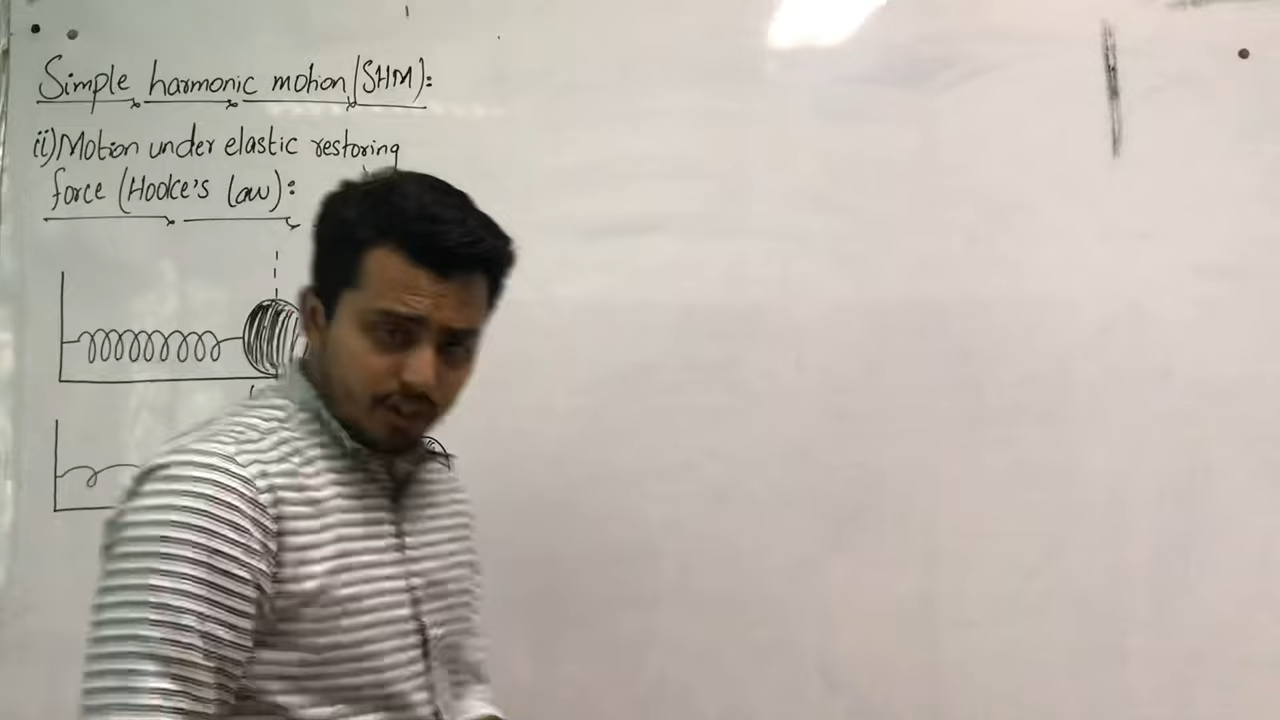 Simple harmonic motion (SHM):
ii) Motion under elastic restoring
force (Hooke's law):